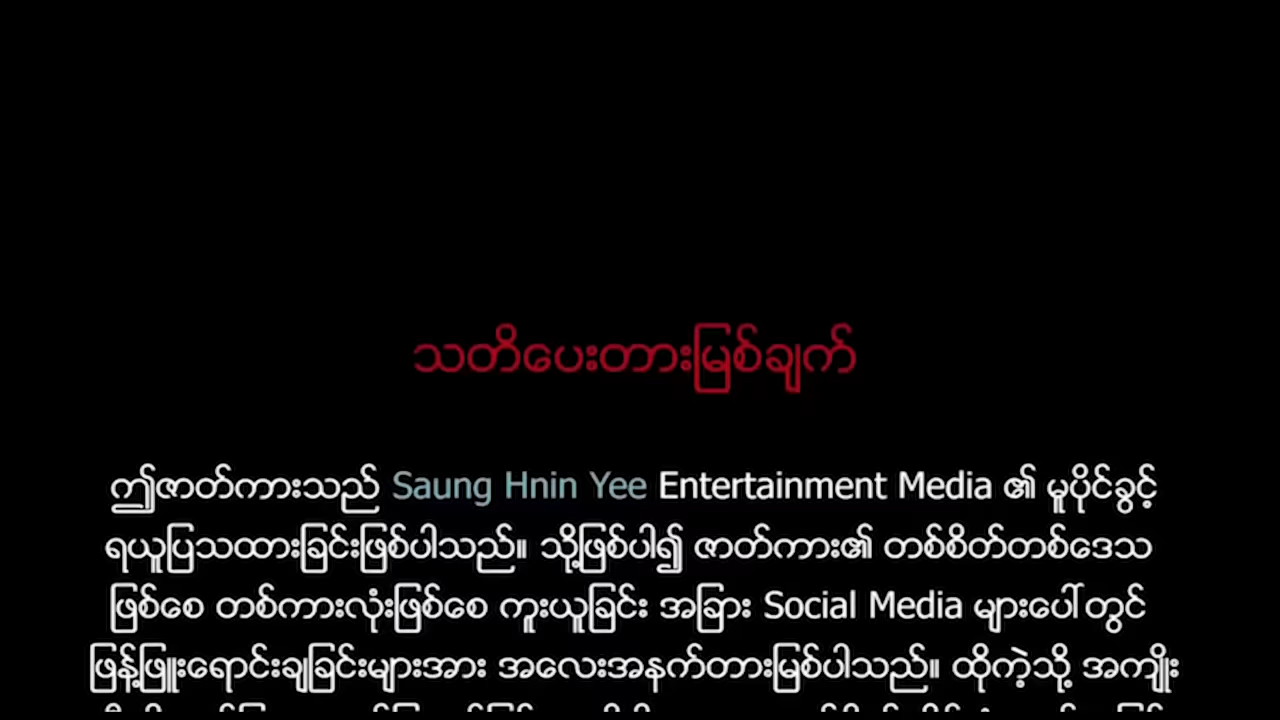 သတိပေးတားမြစ်ချက်
ဤဇာတ်ကားသည် Saung Hnin Yee Entertainment Media ၏ မူပိုင်ခွင့်
ရယူပြသထားခြင်းဖြစ်ပါသည်။ သို့ဖြစ်ပါ၍ ဇာတ်ကား၏ တစ်စိတ်တစ်ဒေသ
ဖြစ်စေ တစ်ကားလုံးဖြစ်စေ ကူးယူခြင်း အခြား Social Media များပေါ်တွင်
ဖြန့်ဖြူးရောင်းချခြင်းများအား အလေးအနက်တားမြစ်ပါသည်။ ထိုကဲ့သို့ အကျိုး